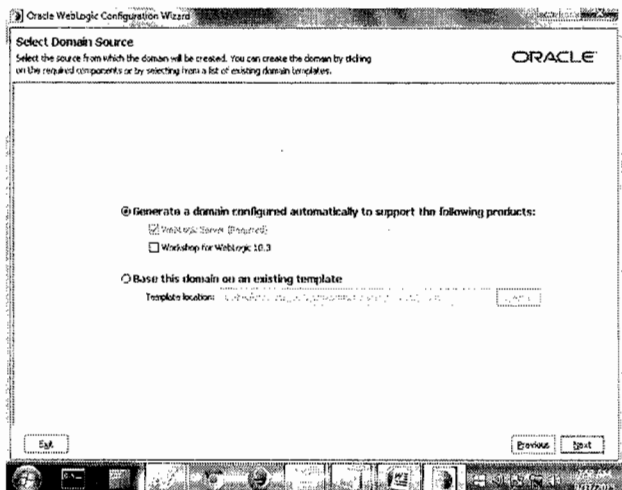 Oracle WebLogic Configuration Wizard
Select Domain Source
Select the source from which the domain will be created. You can create the domain by clicking
on the required components or by selecting from a list of existing domain templates.
ORACLE
Generate a domain configured automatically to support the following products:
WebLogic Server (Required)
Workshop for WebLogic 10.3
Base this domain on an existing template
Template location:
Exit
Previous
Next